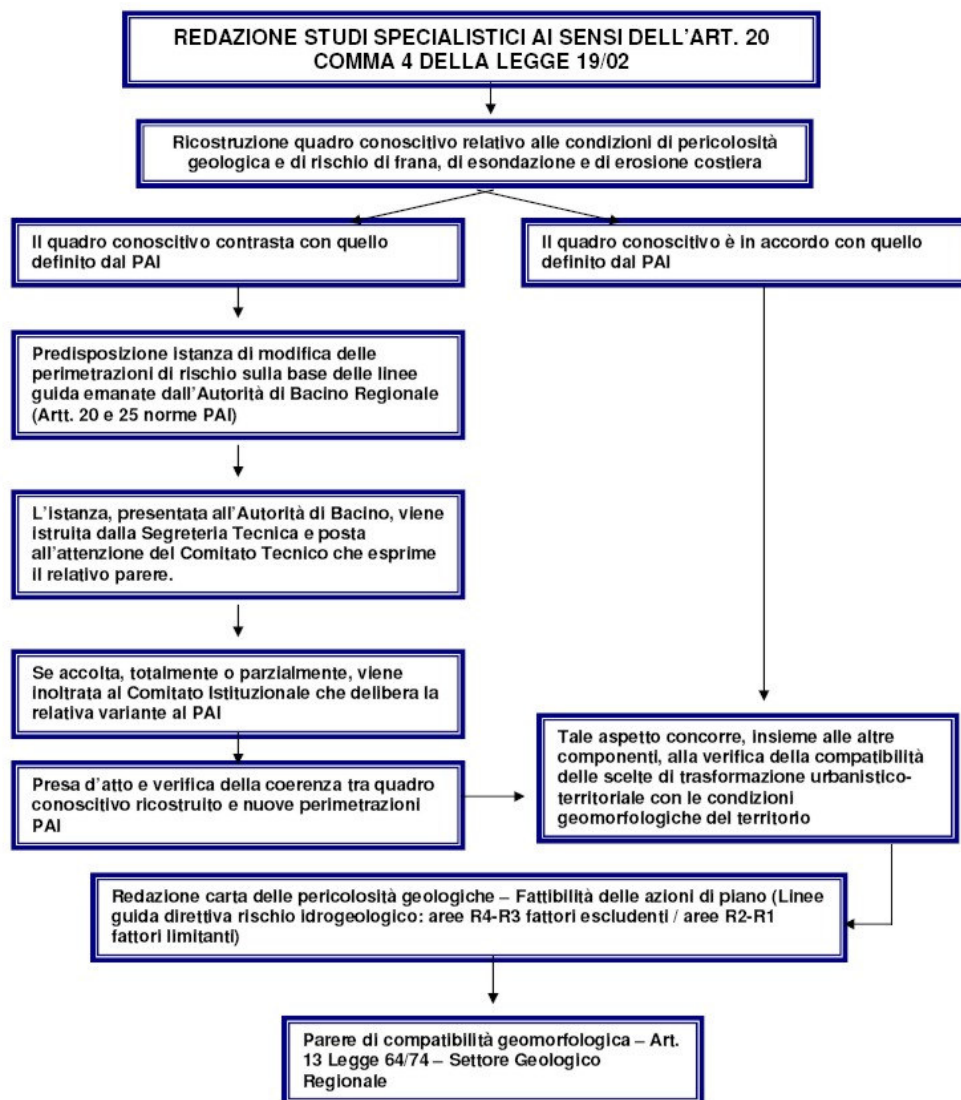 REDAZIONE STUDI SPECIALISTICI AI SENSI DELL'ART. 20
COMMA 4 DELLA LEGGE 19/02
Ricostruzione quadro conoscitivo relativo alle condizioni di pericolosità
geologica e di rischio di frana, di esondazione e di erosione costiera
Il quadro conoscitivo contrasta con quello
definito dal PAI
Il quadro conoscitivo è in accordo con quello
definito dal PAI
Predisposizione istanza di modifica delle
perimetrazioni di rischio sulla base delle linee
guida emanate dall'Autorità di Bacino Regionale
(Artt. 20 e 25 norme PAI)
L'istanza, presentata all'Autorità di Bacino, viene
istruita dalla Segreteria Tecnica e posta
all'attenzione del Comitato Tecnico che esprime
il relativo parere.
Se accolta, totalmente o parzialmente, viene
inoltrata al Comitato Istituzionale che delibera la
relativa variante al PAI
Presa d'atto e verifica della coerenza tra quadro
conoscitivo ricostruito e nuove perimetrazioni
PAI
Tale aspetto concorre, insieme alle altre
componenti, alla verifica della compatibilità
delle scelte di trasformazione urbanistico-
territoriale con le condizioni
geomorfologiche del territorio
Redazione carta delle pericolosità geologiche – Fattibilità delle azioni di piano (Linee
guida direttiva rischio idrogeologico: aree R4-R3 fattori escludenti / aree R2-R1
fattori limitanti)
Parere di compatibilità geomorfologica – Art.
13 Legge 64/74 – Settore Geologico
Regionale